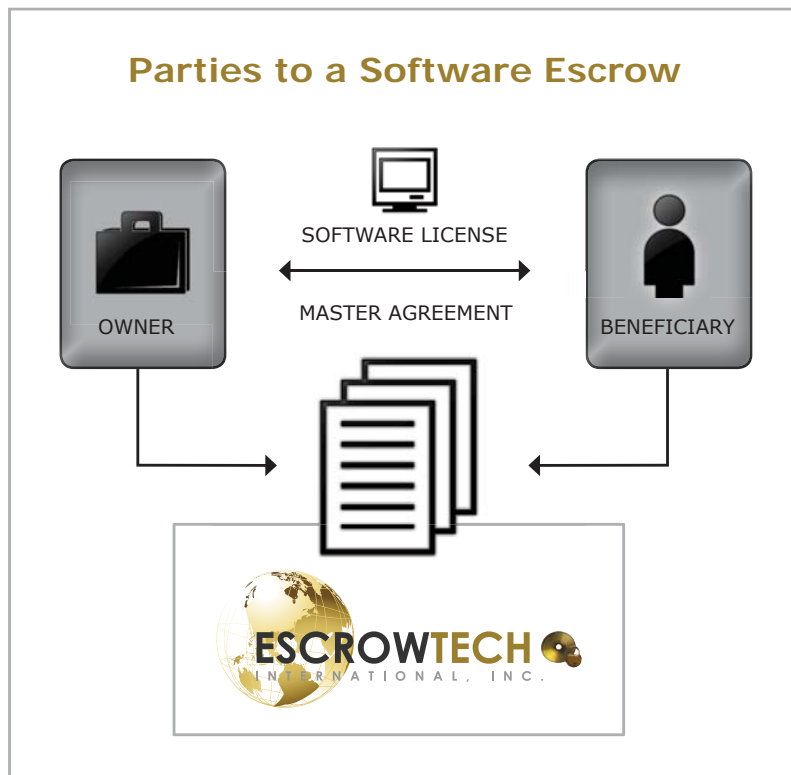 Parties to a Software Escrow
SOFTWARE LICENSE
OWNER
MASTER AGREEMENT
BENEFICIARY
ESCROWTECH
INTERNATIONAL, INC.